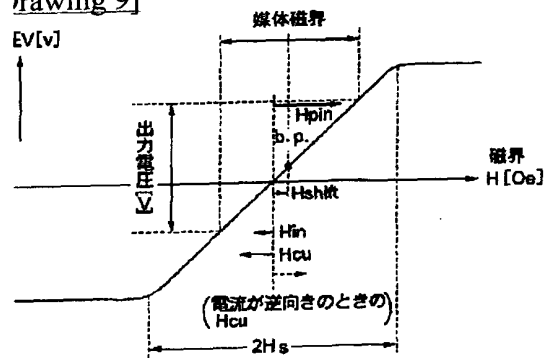 rawing 9]
EV[v]
媒体磁界
Hpin
b.p.
出力電圧[V]
磁界
H [Oe]
Hshift
Hin
Hcu
(電流が逆向きのときの
Hcu)
2Hs